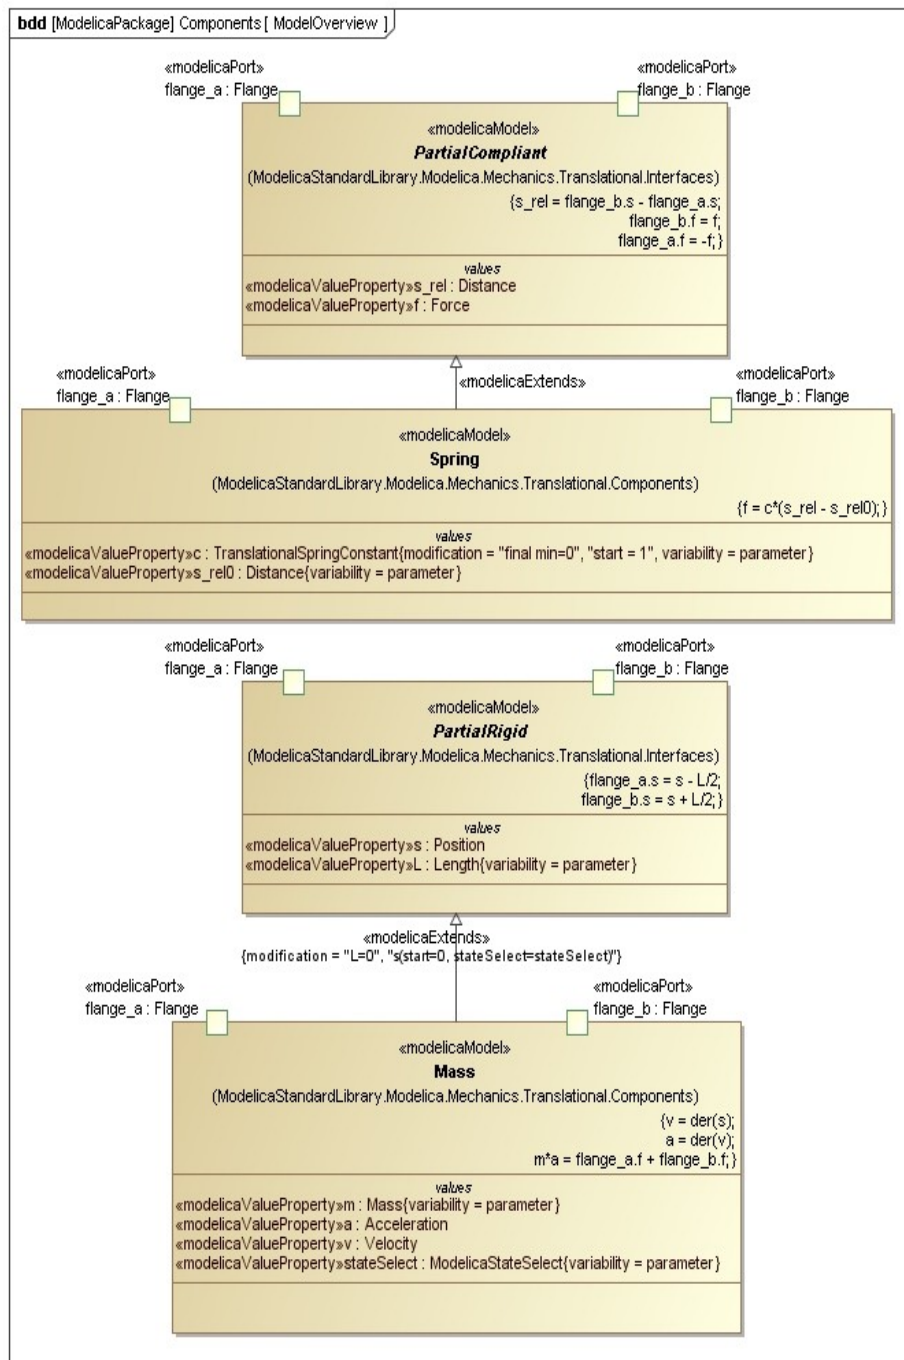 bdd [ModelicaPackage] Components [ ModelOverview ]
«modelicaPort»
flange_a : Flange
«modelicaPort»
flange_b : Flange
«modelicaModel»
PartialCompliant
(ModelicaStandardLibrary.Modelica.Mechanics.Translational.Interfaces)
{s_rel = flange_b.s - flange_a.s;
flange_b.f = f;
flange_a.f = -f; }
values
«modelicaValueProperty»s_rel : Distance
«modelicaValueProperty»f : Force
«modelicaExtends»
«modelicaPort»
flange_a : Flange
«modelicaPort»
flange_b : Flange
«modelicaModel»
Spring
(ModelicaStandardLibrary.Modelica.Mechanics.Translational.Components)
{f = c*(s_rel - s_rel0); }
values
«modelicaValueProperty»c : TranslationalSpringConstant{modification = "final min=0", "start = 1", variability = parameter}
«modelicaValueProperty»s_rel0 : Distance{variability = parameter}
«modelicaPort»
flange_a : Flange
«modelicaPort»
flange_b : Flange
«modelicaModel»
PartialRigid
(ModelicaStandardLibrary.Modelica.Mechanics.Translational.Interfaces)
{flange_a.s = s - L/2;
flange_b.s = s + L/2; }
values
«modelicaValueProperty»s : Position
«modelicaValueProperty»L : Length{variability = parameter}
«modelicaExtends»
{modification = "L=0", "s(start=0, stateSelect=stateSelect)"}
«modelicaPort»
flange_a : Flange
«modelicaPort»
flange_b : Flange
«modelicaModel»
Mass
(ModelicaStandardLibrary.Modelica.Mechanics.Translational.Components)
{v = der(s);
a = der(v);
m*a = flange_a.f + flange_b.f; }
values
«modelicaValueProperty»m : Mass{variability = parameter}
«modelicaValueProperty»a : Acceleration
«modelicaValueProperty»v : Velocity
«modelicaValueProperty»stateSelect : ModelicaStateSelect{variability = parameter}